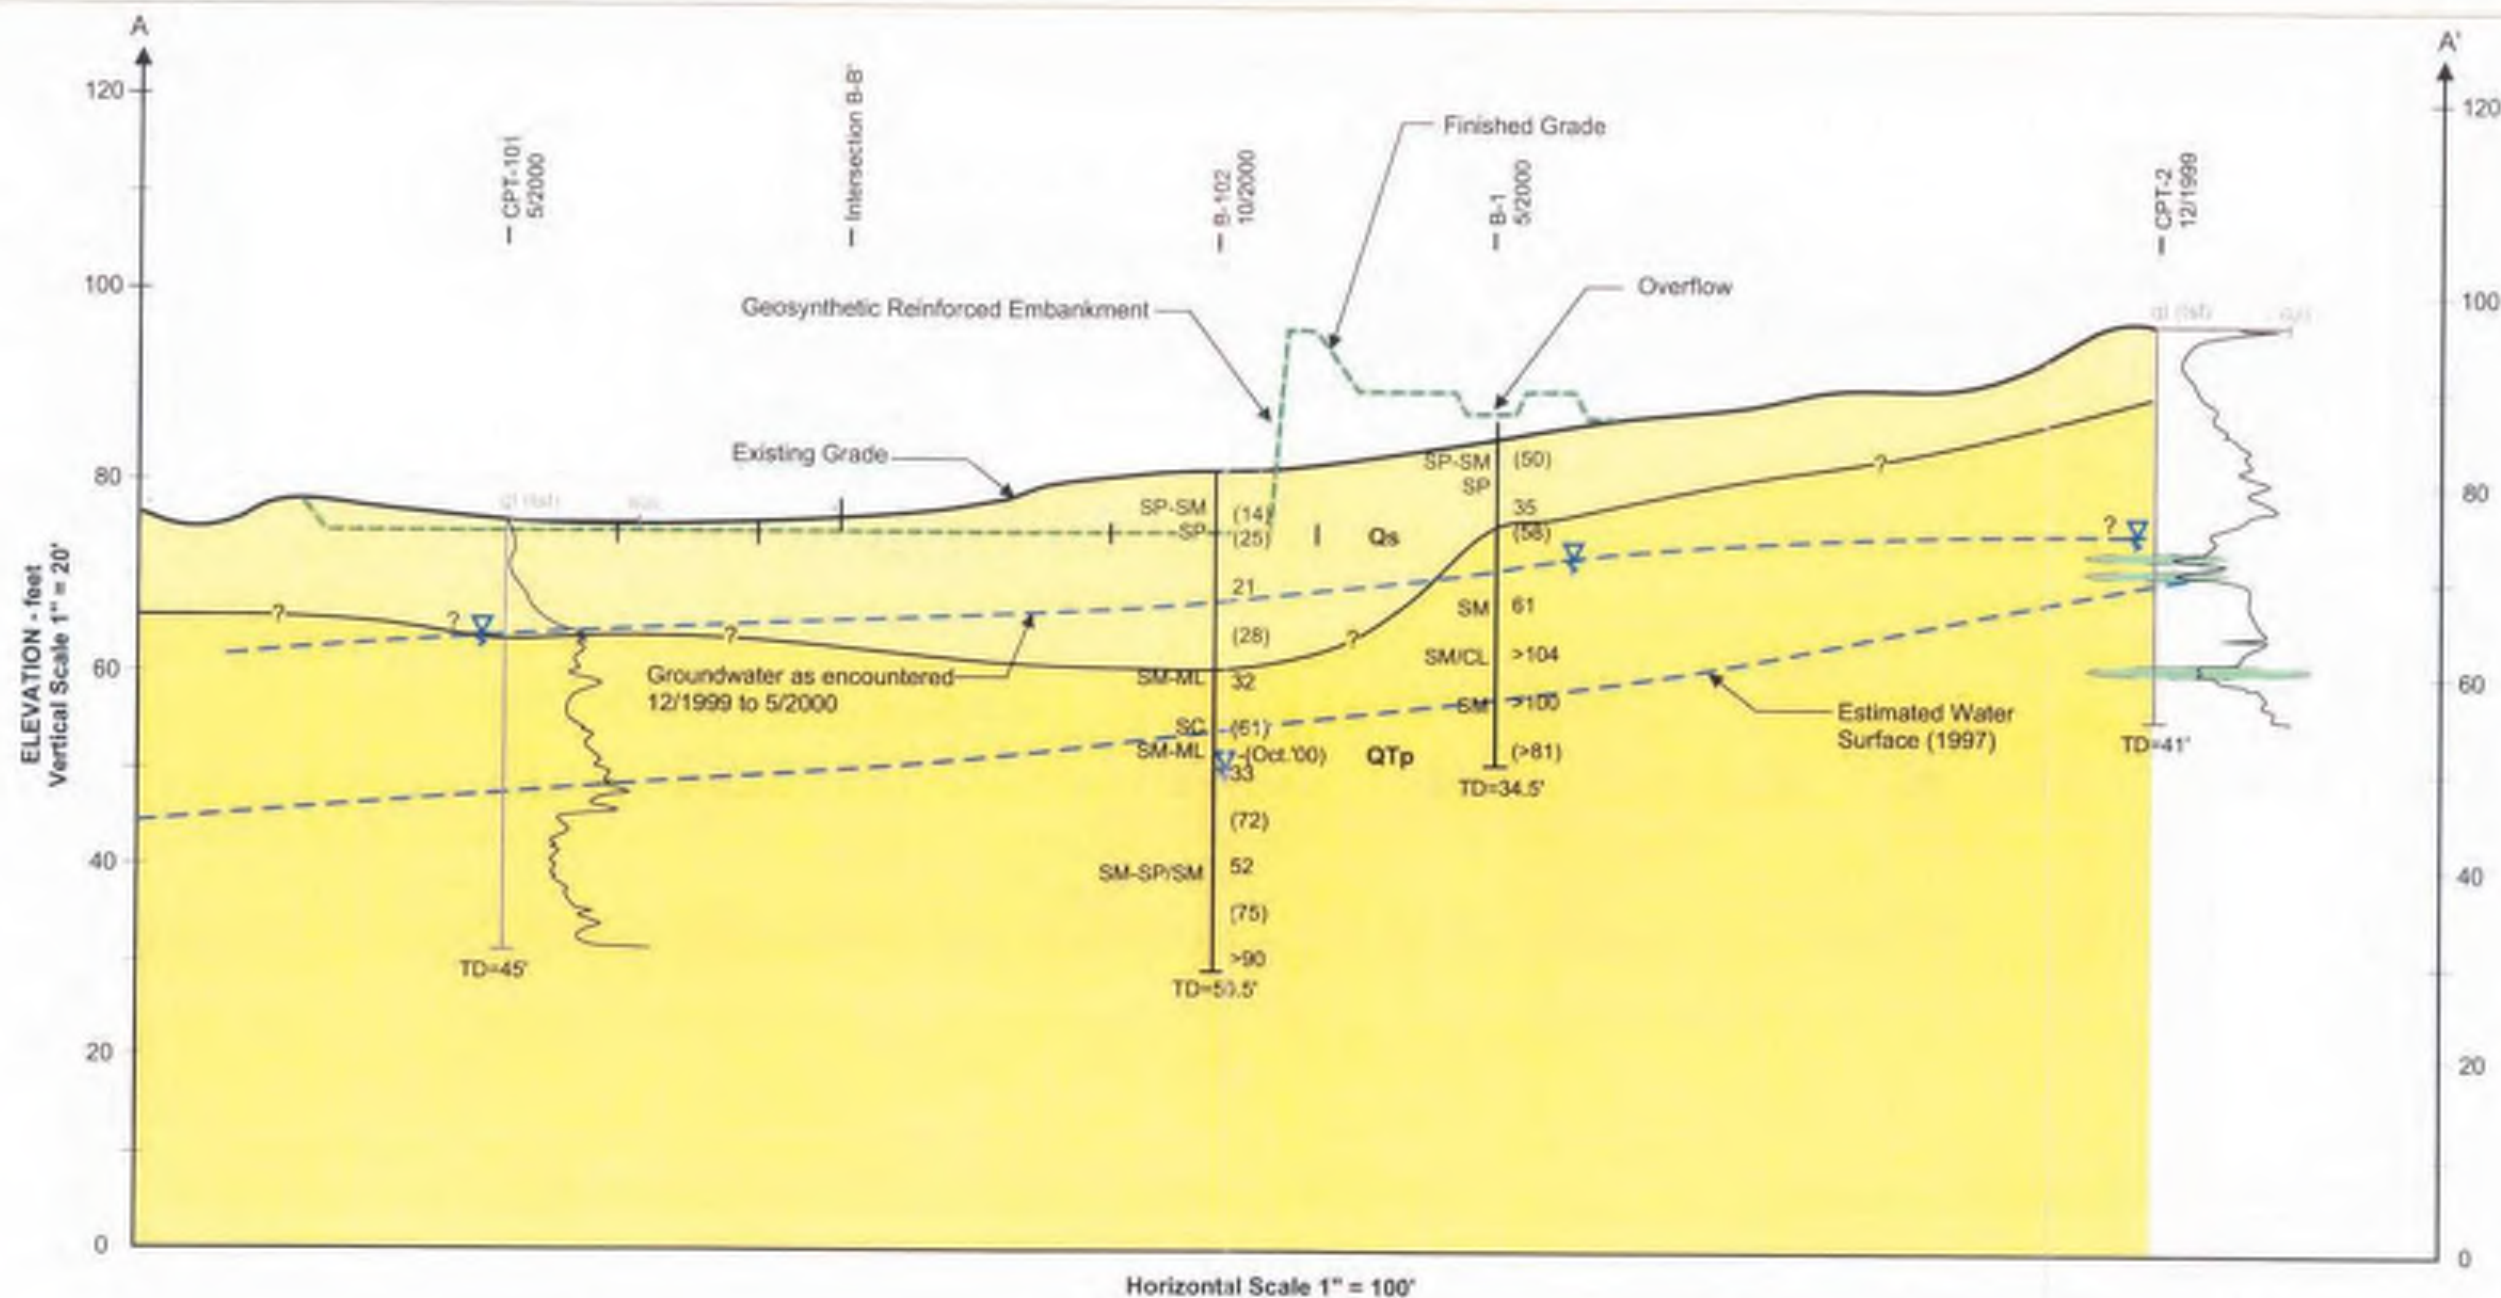 A
A'
120
100
80
60
40
20
0
ELEVATION - feet
Vertical Scale 1" = 20'
CPT-101
5/2000
Intersection B-B'
B-102
10/2000
Finished Grade
B-1
5/2000
CPT-2
12/1999
120
100
80
60
40
20
0
Geosynthetic Reinforced Embankment
Overflow
Existing Grade
qt (tsf)
qt (tsf)
SP-SM
(14)
SP
(25)
21
(28)
SM-ML
32
SC
(61)
SM-ML
-(Oct.'00)
33
(72)
SM-SP/SM
52
(75)
>90
SP-SM
(50)
SP
35
(58)
SM
61
SM/CL
>104
SM
>100
(>81)
TD=34.5'
Qs
QTp
?
?
?
?
?
?
Groundwater as encountered
12/1999 to 5/2000
Estimated Water
Surface (1997)
TD=41'
TD=45'
Horizontal Scale 1" = 100'